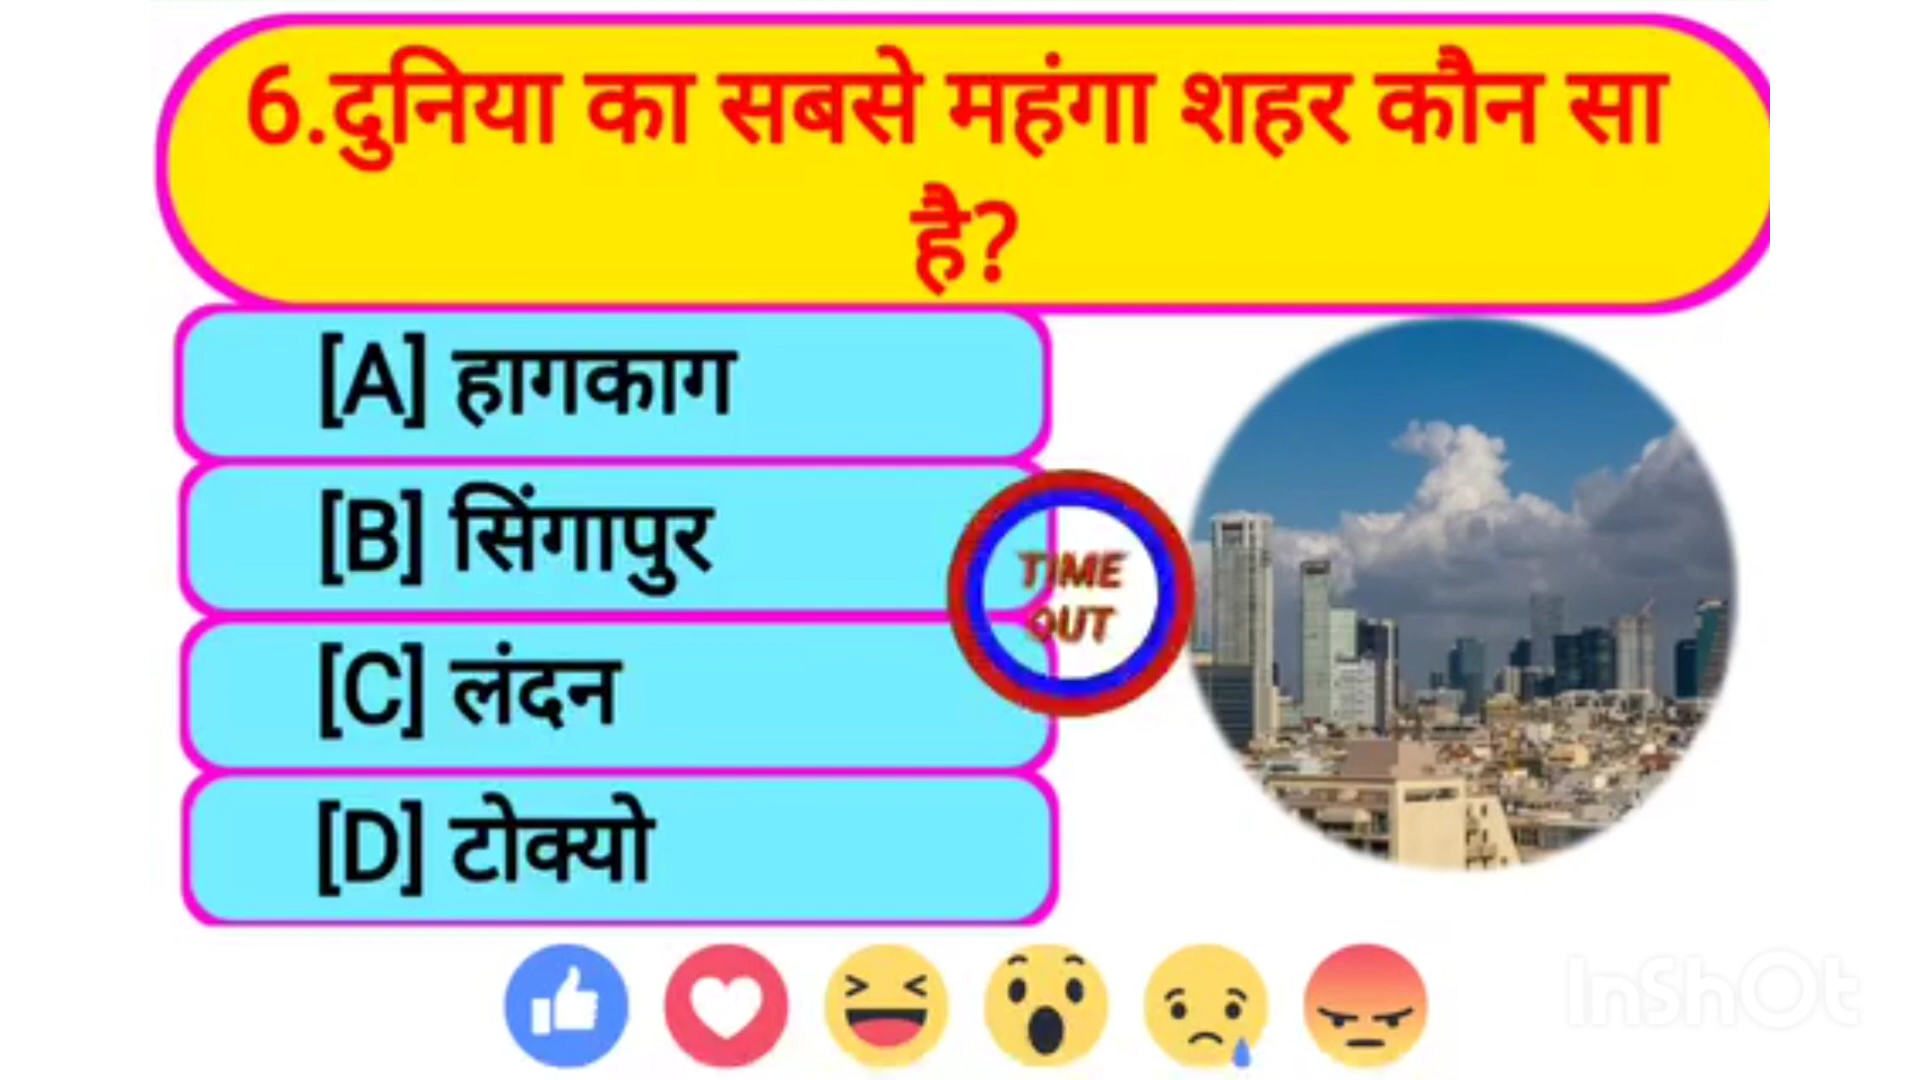 6.दुनिया का सबसे महंगा शहर कौन सा
है?
[A] हागकाग
[B] सिंगापुर
[C] लंदन
[D] टोक्यो
TIME
OUT
InShOt